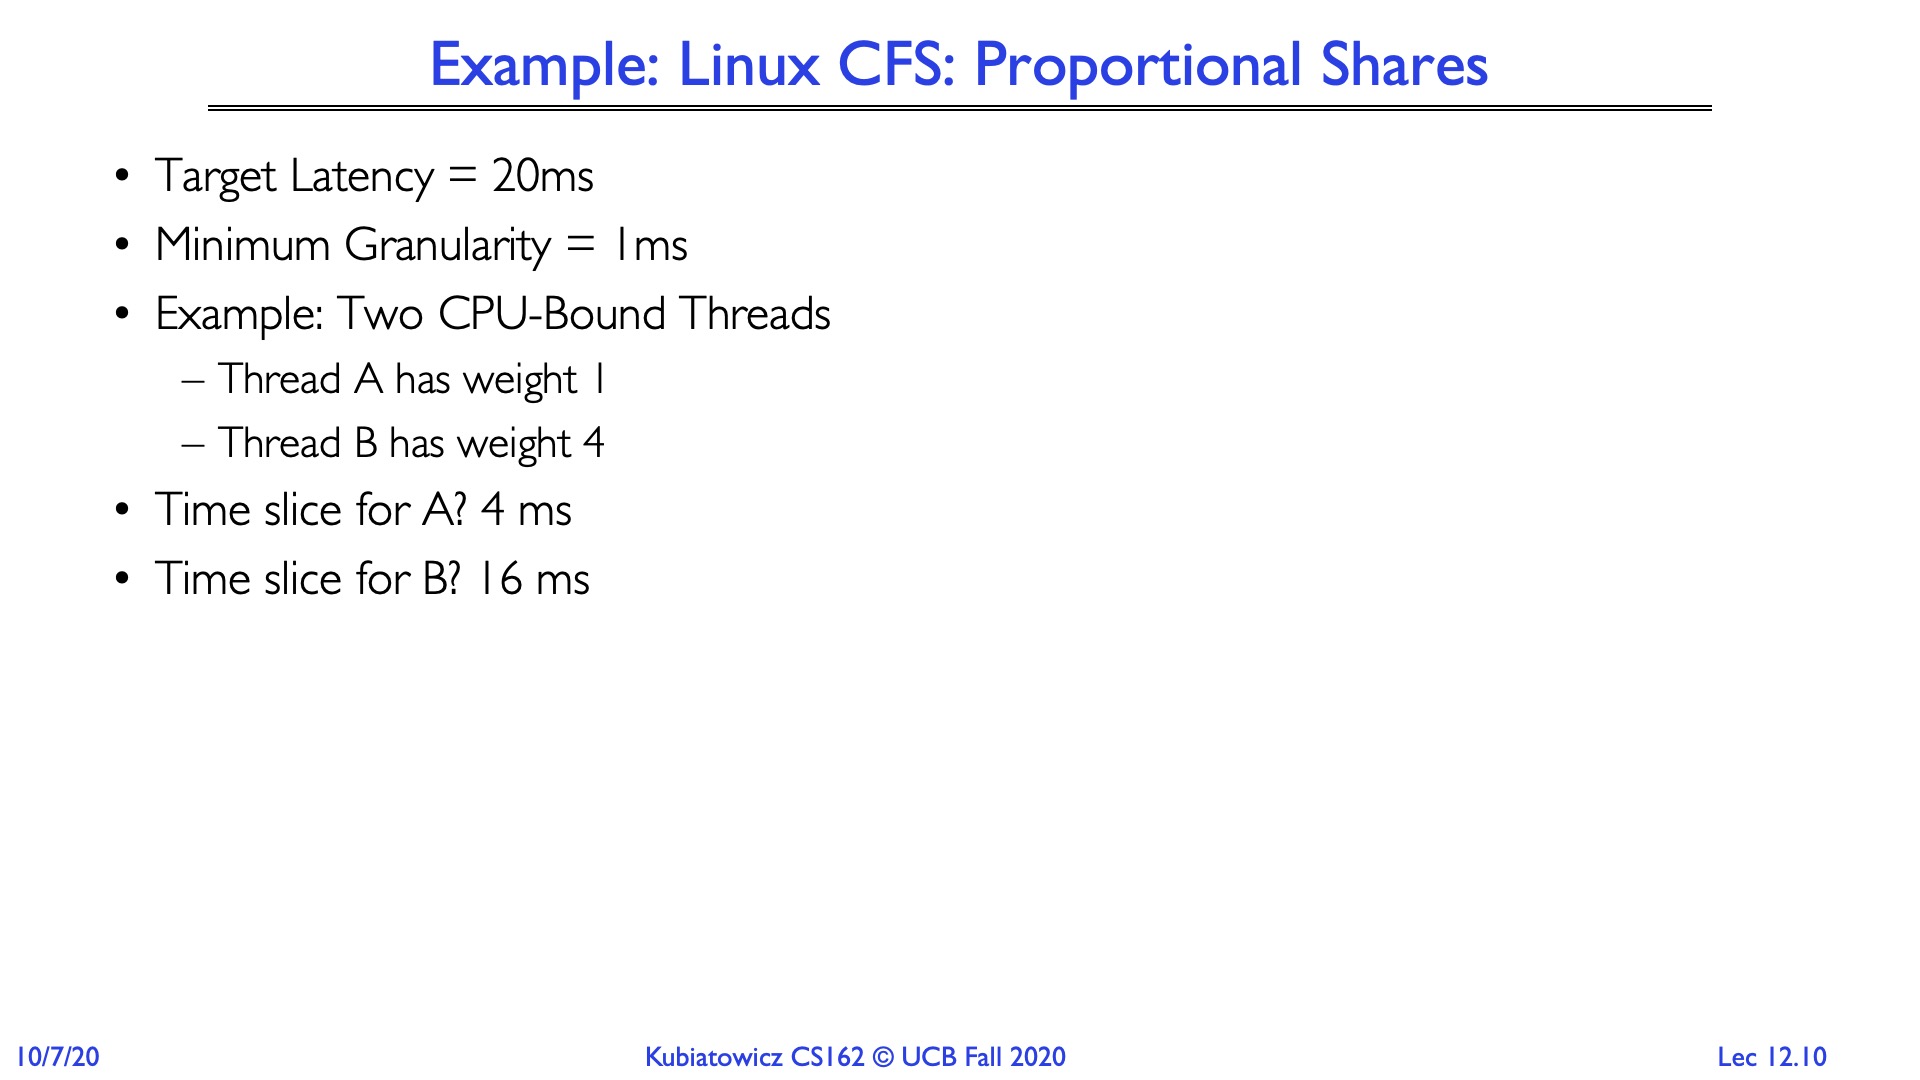 Example: Linux CFS: Proportional Shares
• Target Latency = 20ms
• Minimum Granularity = 1ms
• Example: Two CPU-Bound Threads
– Thread A has weight 1
– Thread B has weight 4
• Time slice for A? 4 ms
• Time slice for B? 16 ms
10/7/20
Kubiatowicz CS162 © UCB Fall 2020
Lec 12.10